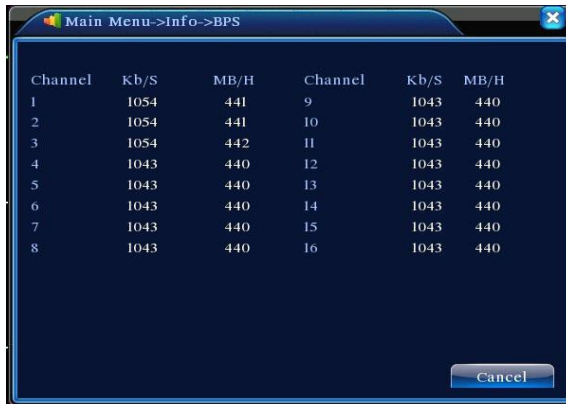 Main Menu->Info->BPS
Channel Kb/S MB/H Channel Kb/S MB/H
1 1054 441 9 1043 440
2 1054 441 10 1043 440
3 1054 442 11 1043 440
4 1043 440 12 1043 440
5 1043 440 13 1043 440
6 1043 440 14 1043 440
7 1043 440 15 1043 440
8 1043 440 16 1043 440
Cancel